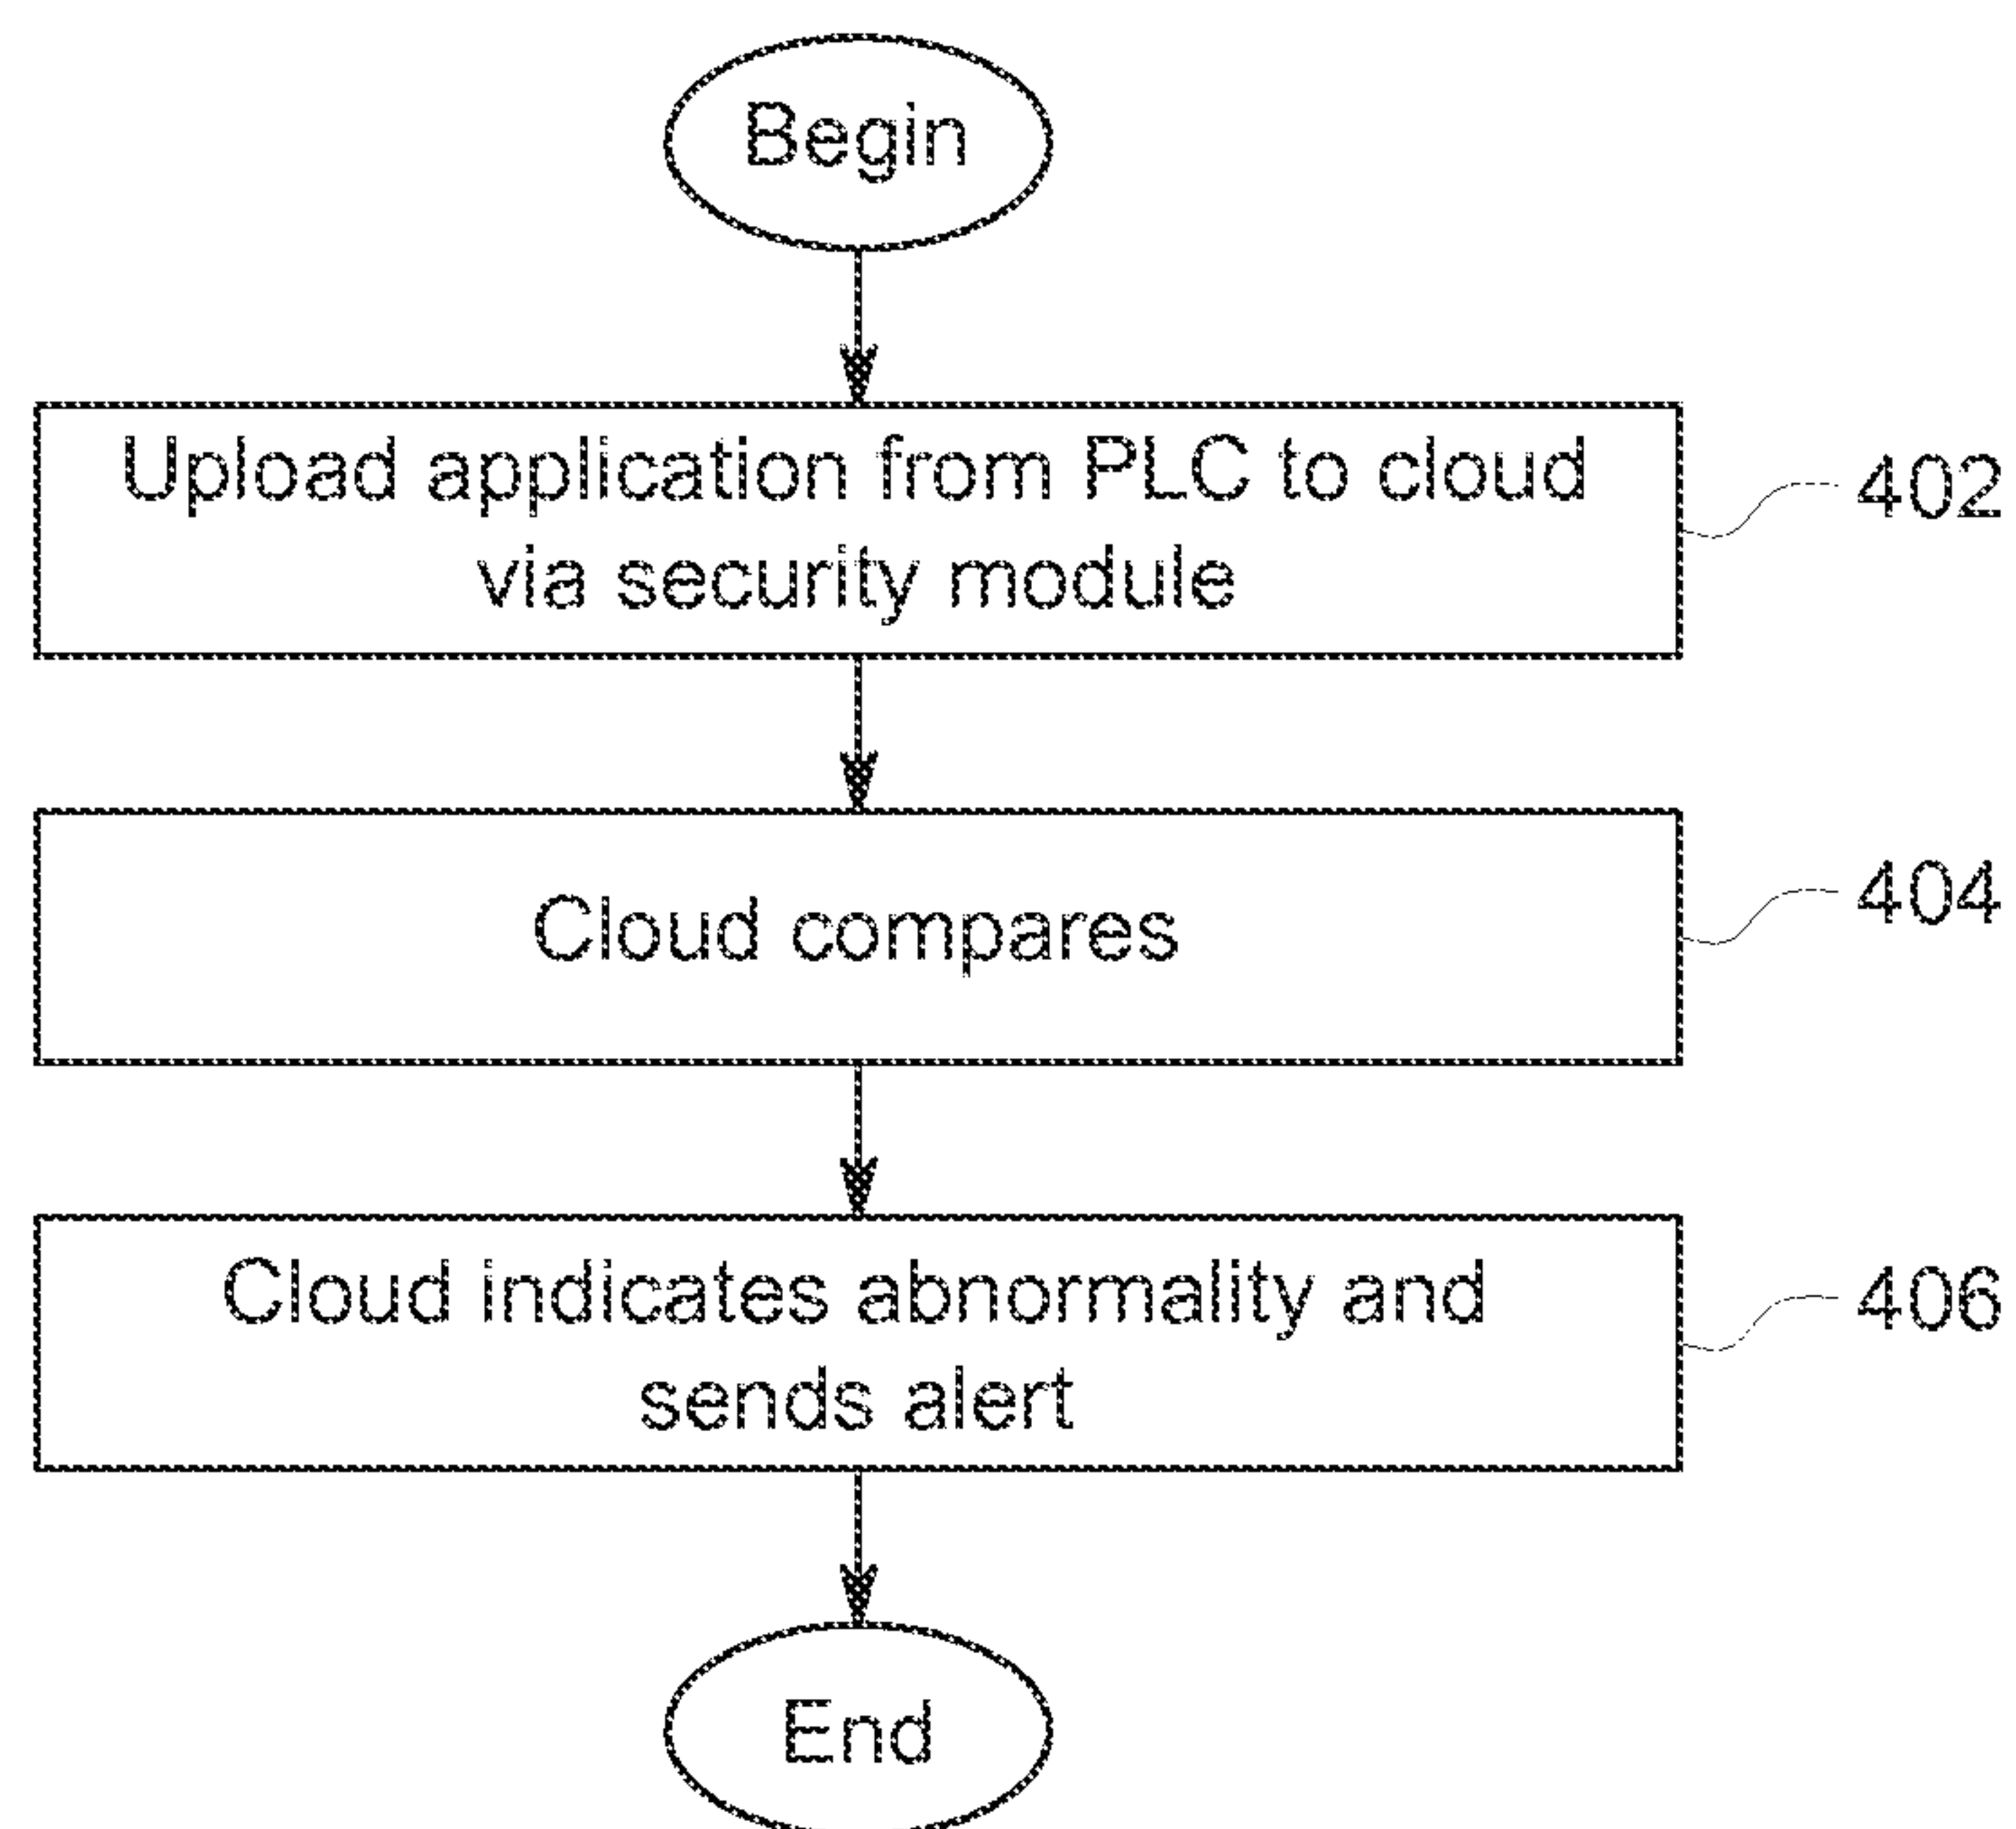 Begin
Upload application from PLC to cloud
via security module
402
Cloud compares
404
Cloud indicates abnormality and
sends alert
406
End